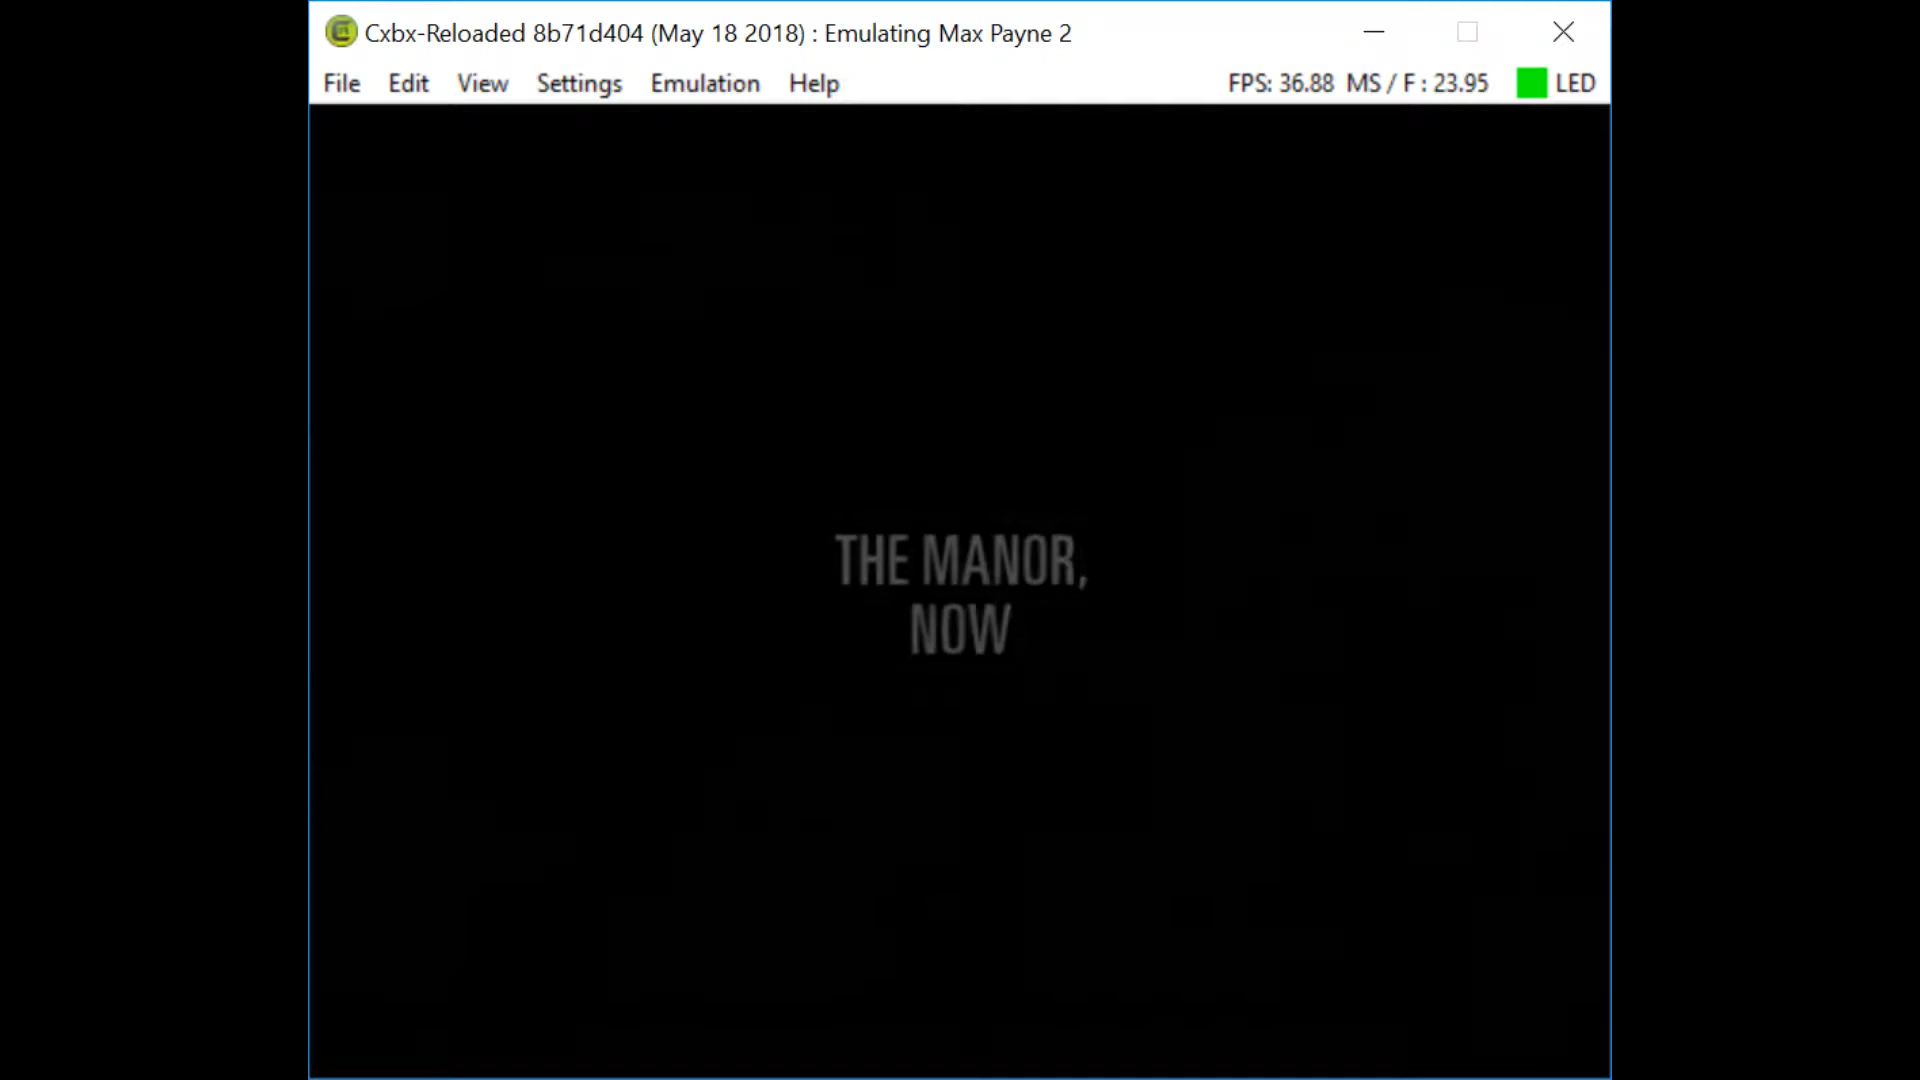 Cxbx-Reloaded 8b71d404 (May 18 2018) : Emulating Max Payne 2
File Edit View Settings Emulation Help FPS: 36.88 MS / F : 23.95 LED
THE MANOR,
NOW